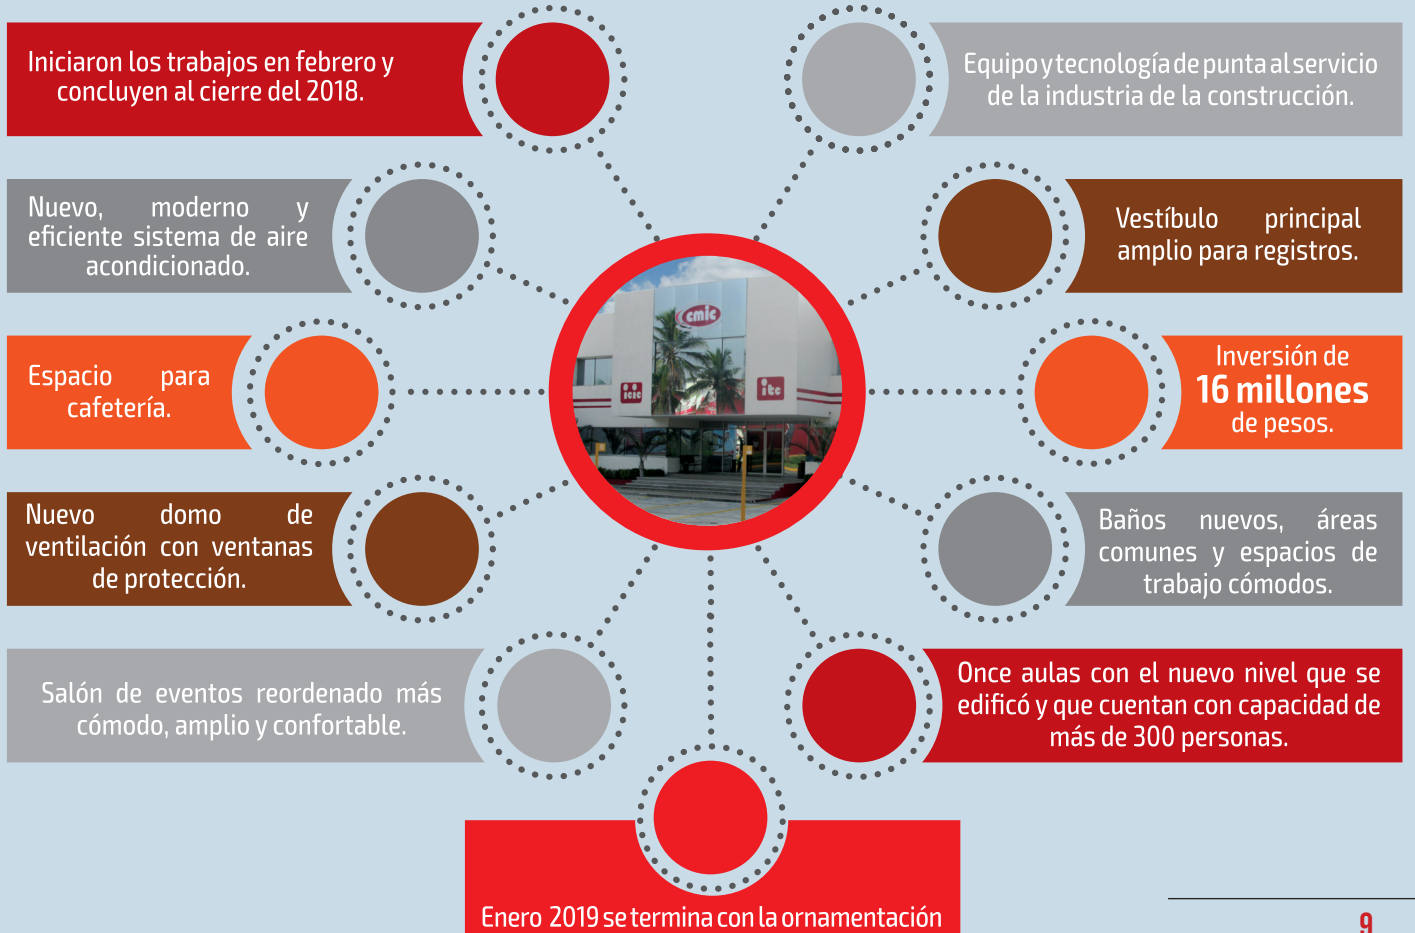 Iniciaron los trabajos en febrero y
concluyen al cierre del 2018.
Equipo y tecnología de punta al servicio
de la industria de la construcción.
Nuevo, moderno y
eficiente sistema de aire
acondicionado.
Vestíbulo principal
amplio para registros.
cmic
icic
itc
Espacio para
cafetería.
Inversión de
16 millones
de pesos.
Nuevo domo de
ventilación con ventanas
de protección.
Baños nuevos, áreas
comunes y espacios de
trabajo cómodos.
Salón de eventos reordenado más
cómodo, amplio y confortable.
Once aulas con el nuevo nivel que se
edificó y que cuentan con capacidad de
más de 300 personas.
Enero 2019 se termina con la ornamentación
9